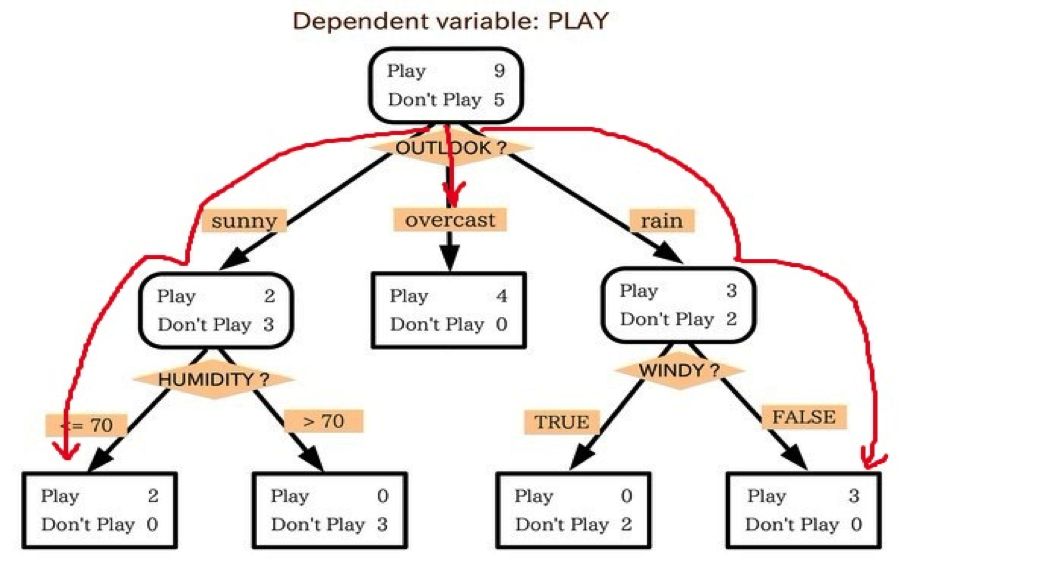 Dependent variable: PLAY
Play 9
Don't Play 5
OUTLOOK ?
sunny
overcast
rain
Play 2
Don't Play 3
Play 4
Don't Play 0
Play 3
Don't Play 2
HUMIDITY ?
WINDY ?
<= 70
> 70
TRUE
FALSE
Play 2
Don't Play 0
Play 0
Don't Play 3
Play 0
Don't Play 2
Play 3
Don't Play 0